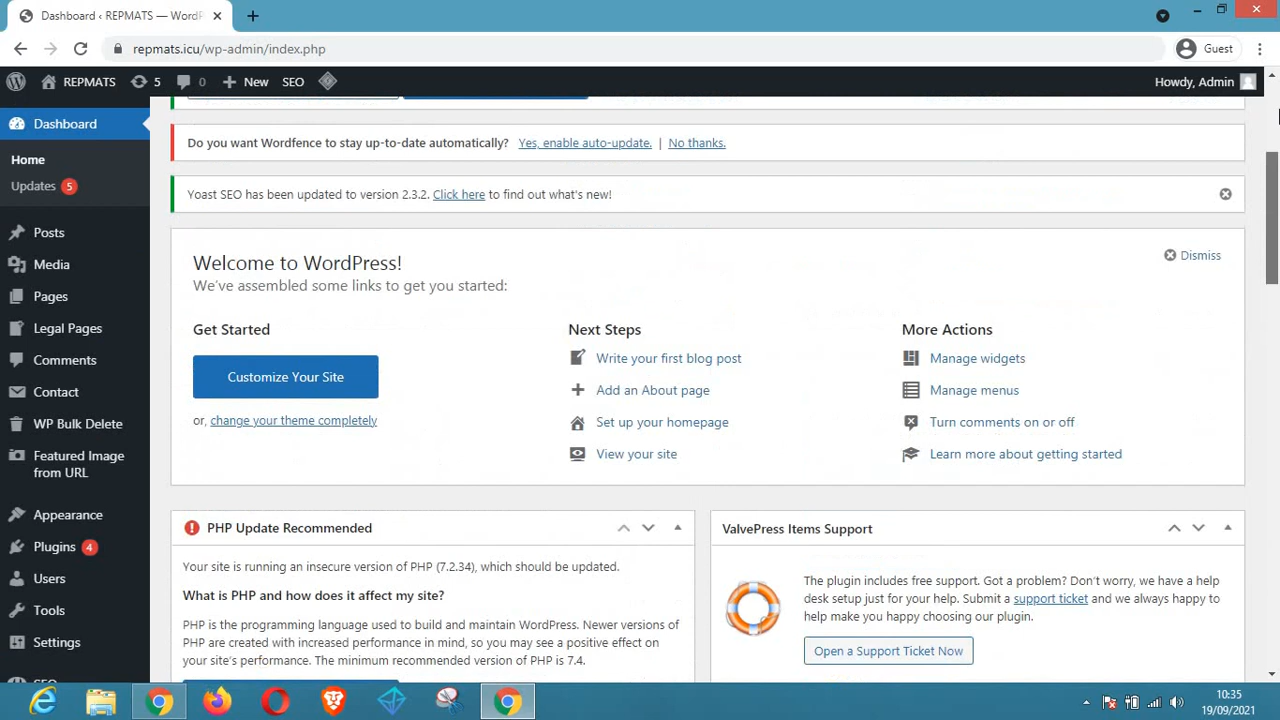 Dashboard ‹ REPMATS — WordP
repmats.icu/wp-admin/index.php
Guest
REPMATS
5
0
New
SEO
Howdy, Admin
Dashboard
Home
Updates 5
Posts
Media
Pages
Legal Pages
Comments
Contact
WP Bulk Delete
Featured Image
from URL
Appearance
Plugins 4
Users
Tools
Settings
Do you want Wordfence to stay up-to-date automatically? Yes, enable auto-update. | No thanks.
Yoast SEO has been updated to version 2.3.2. Click here to find out what's new!
Welcome to WordPress!
Dismiss
We've assembled some links to get you started:
Get Started
Customize Your Site
or, change your theme completely
Next Steps
Write your first blog post
Add an About page
Set up your homepage
View your site
More Actions
Manage widgets
Manage menus
Turn comments on or off
Learn more about getting started
PHP Update Recommended
Your site is running an insecure version of PHP (7.2.34), which should be updated.
What is PHP and how does it affect my site?
PHP is the programming language used to build and maintain WordPress. Newer versions of
PHP are created with increased performance in mind, so you may see a positive effect on
your site's performance. The minimum recommended version of PHP is 7.4.
ValvePress Items Support
The plugin includes free support. Got a problem? Don't worry, we have a help
desk setup just for your help. Submit a support ticket and we always happy to
help make you happy choosing our plugin.
Open a Support Ticket Now
10:35
19/09/2021